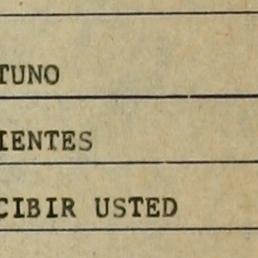 TUNO
IENTES
CIBIR USTED